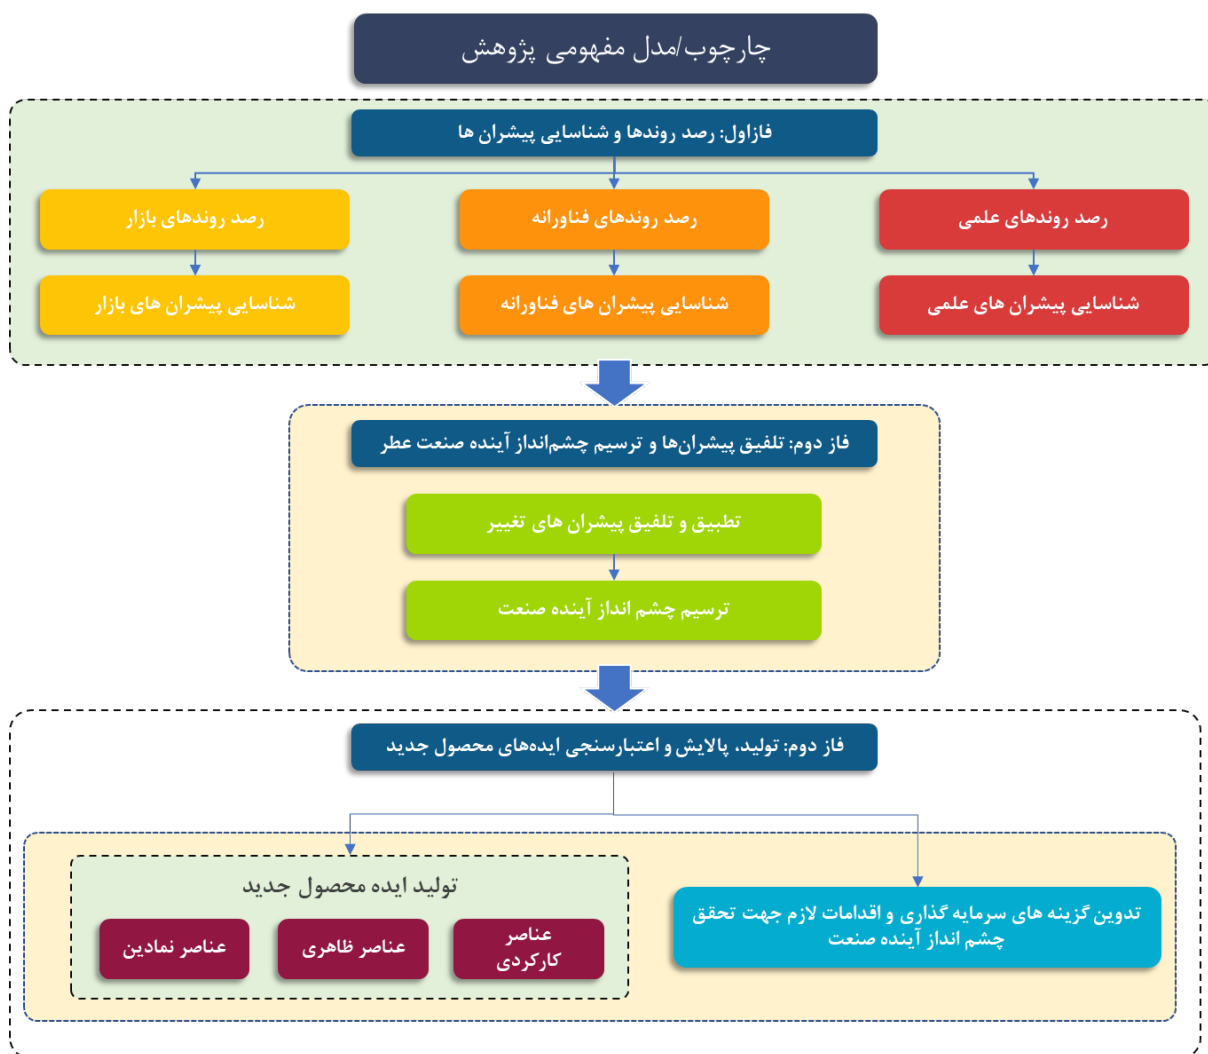 چارچوب/مدل مفهومی پژوهش
فازاول: رصد روندها و شناسایی پیشران ها
رصد روندهای علمی
رصد روندهای فناورانه
رصد روندهای بازار
شناسایی پیشران های علمی
شناسایی پیشران های فناورانه
شناسایی پیشران های بازار
فاز دوم: تلفیق پیشران‌ها و ترسیم چشم‌انداز آینده صنعت عطر
تطبیق و تلفیق پیشران های تغییر
ترسیم چشم انداز آینده صنعت
فاز دوم: تولید، پالایش و اعتبارسنجی ایده‌های محصول جدید
تدوین گزینه های سرمایه گذاری و اقدامات لازم جهت تحقق
چشم انداز آینده صنعت
تولید ایده محصول جدید
عناصر
کارکردی
عناصر ظاهری
عناصر نمادین